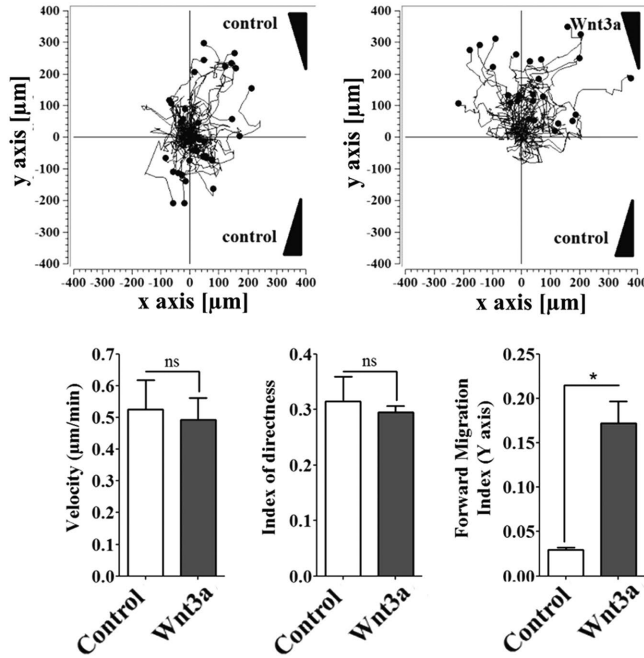 400
300
200
100
0
100
200
300
400
y axis [µm]
control
control
-400 -300 -200 -100 0 100 200 300 400
x axis [µm]
400
300
200
100
0
100
200
300
400
y axis [µm]
Wnt3a
control
-400 -300 -200 -100 0 100 200 300 400
x axis [µm]
Velocity (µm/min)
0.7
0.6
0.5
0.4
0.3
0.2
0.1
0.0
ns
Control
Wnt3a
Index of directness
0.4
0.3
0.2
0.1
0.0
ns
Control
Wnt3a
Forward Migration
Index (Y axis)
0.25
0.20
0.15
0.10
0.05
0.00
*
Control
Wnt3a